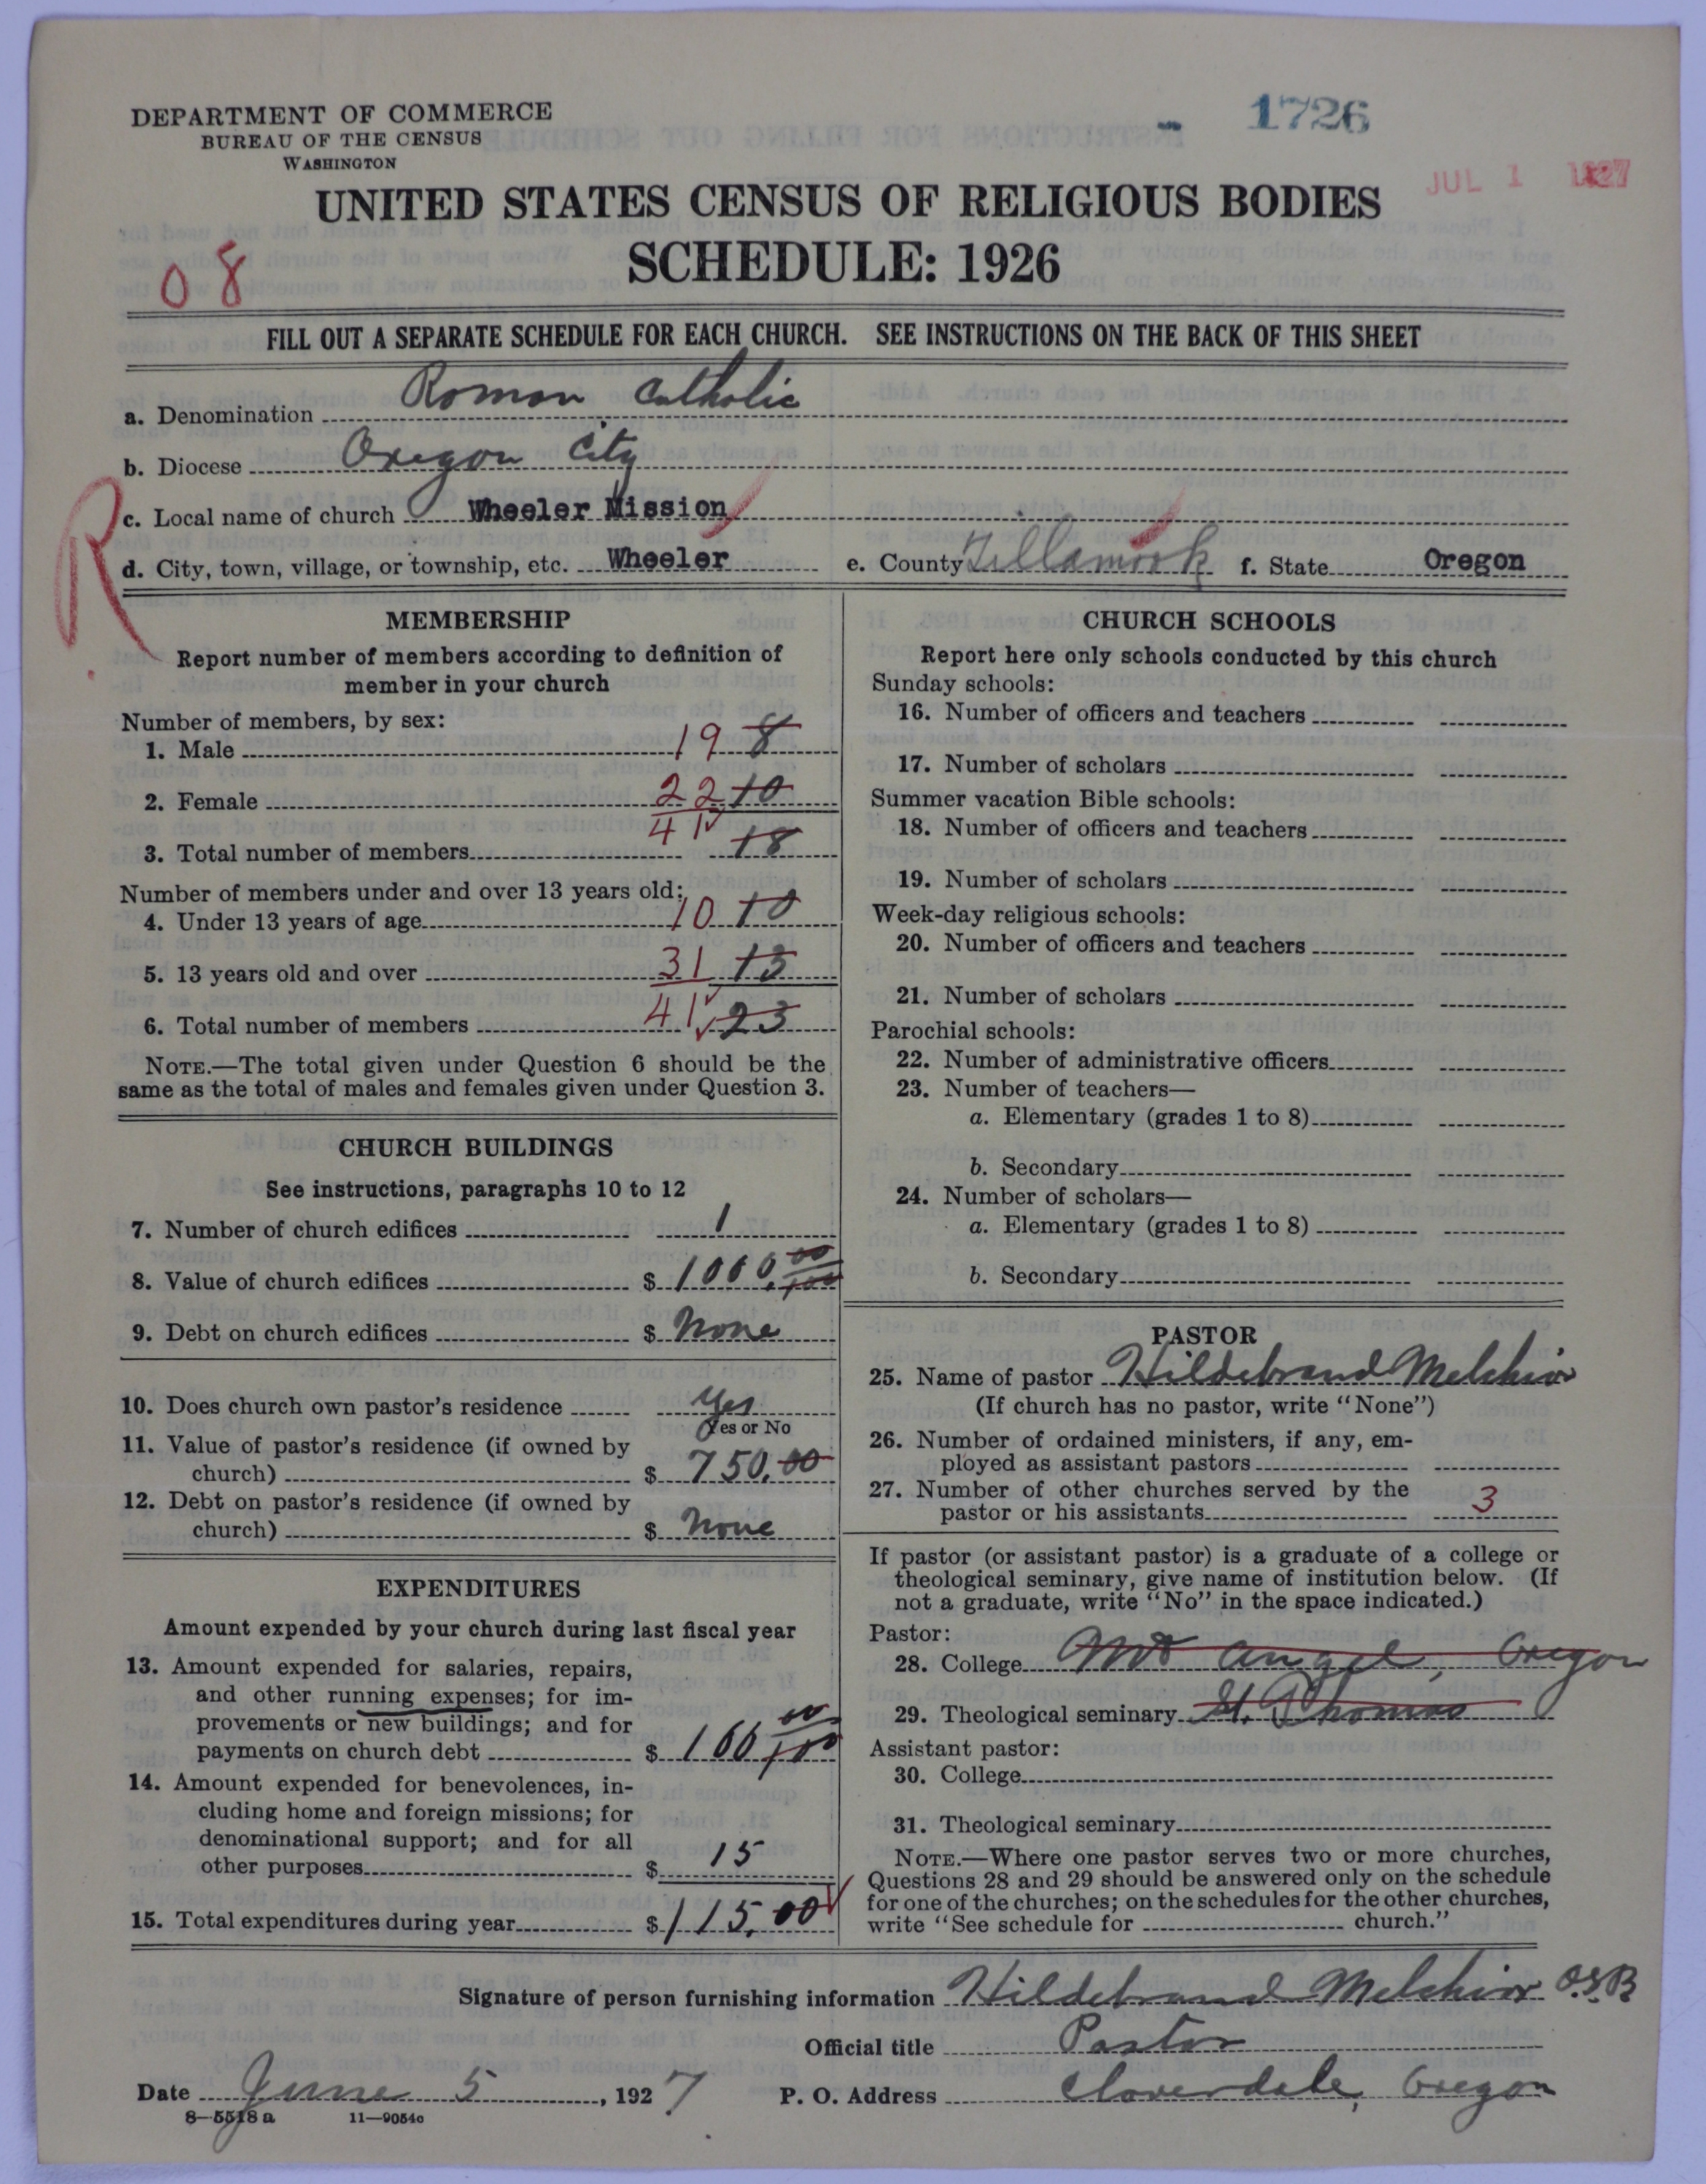 DEPARTMENT OF COMMERCE
BUREAU OF THE CENSUS
WASHINGTON
1726
JUL 1 1927
UNITED STATES CENSUS OF RELIGIOUS BODIES
SCHEDULE: 1926
08
FILL OUT A SEPARATE SCHEDULE FOR EACH CHURCH. SEE INSTRUCTIONS ON THE BACK OF THIS SHEET
a. Denomination Roman Catholic
b. Diocese Oregon City
R
c. Local name of church Wheeler Mission
d. City, town, village, or township, etc. Wheeler e. County Tillamook f. State Oregon
MEMBERSHIP
Report number of members according to definition of
member in your church
Number of members, by sex:
1. Male 19 8
2. Female 22 10
3. Total number of members 41 18
Number of members under and over 13 years old:
4. Under 13 years of age 10 10
5. 13 years old and over 31 13
6. Total number of members 41 23
NOTE.—The total given under Question 6 should be the
same as the total of males and females given under Question 3.
CHURCH BUILDINGS
See instructions, paragraphs 10 to 12
7. Number of church edifices 1
8. Value of church edifices $ 1000.00/100
9. Debt on church edifices $ None
10. Does church own pastor's residence Yes
Yes or No
11. Value of pastor's residence (if owned by
church) $ 750.00
12. Debt on pastor's residence (if owned by
church) $ None
EXPENDITURES
Amount expended by your church during last fiscal year
13. Amount expended for salaries, repairs,
and other running expenses; for im-
provements or new buildings; and for
payments on church debt $ 100 00/100
14. Amount expended for benevolences, in-
cluding home and foreign missions; for
denominational support; and for all
other purposes $ 15
15. Total expenditures during year $ 115.00
CHURCH SCHOOLS
Report here only schools conducted by this church
Sunday schools:
16. Number of officers and teachers
17. Number of scholars
Summer vacation Bible schools:
18. Number of officers and teachers
19. Number of scholars
Week-day religious schools:
20. Number of officers and teachers
21. Number of scholars
Parochial schools:
22. Number of administrative officers
23. Number of teachers—
a. Elementary (grades 1 to 8)
b. Secondary
24. Number of scholars—
a. Elementary (grades 1 to 8)
b. Secondary
PASTOR
25. Name of pastor Hildebrand Melchior
(If church has no pastor, write "None")
26. Number of ordained ministers, if any, em-
ployed as assistant pastors
27. Number of other churches served by the
pastor or his assistants 3
If pastor (or assistant pastor) is a graduate of a college or
theological seminary, give name of institution below. (If
not a graduate, write "No" in the space indicated.)
Pastor:
28. College Mt Angel, Oregon
29. Theological seminary St. Thomas
Assistant pastor:
30. College
31. Theological seminary
NOTE.—Where one pastor serves two or more churches,
Questions 28 and 29 should be answered only on the schedule
for one of the churches; on the schedules for the other churches,
write "See schedule for church."
Signature of person furnishing information Hildebrand Melchior O.S.B
Official title Pastor
Date June 5, 1927 P. O. Address Cloverdale, Oregon
8—5518 a 11—9054c